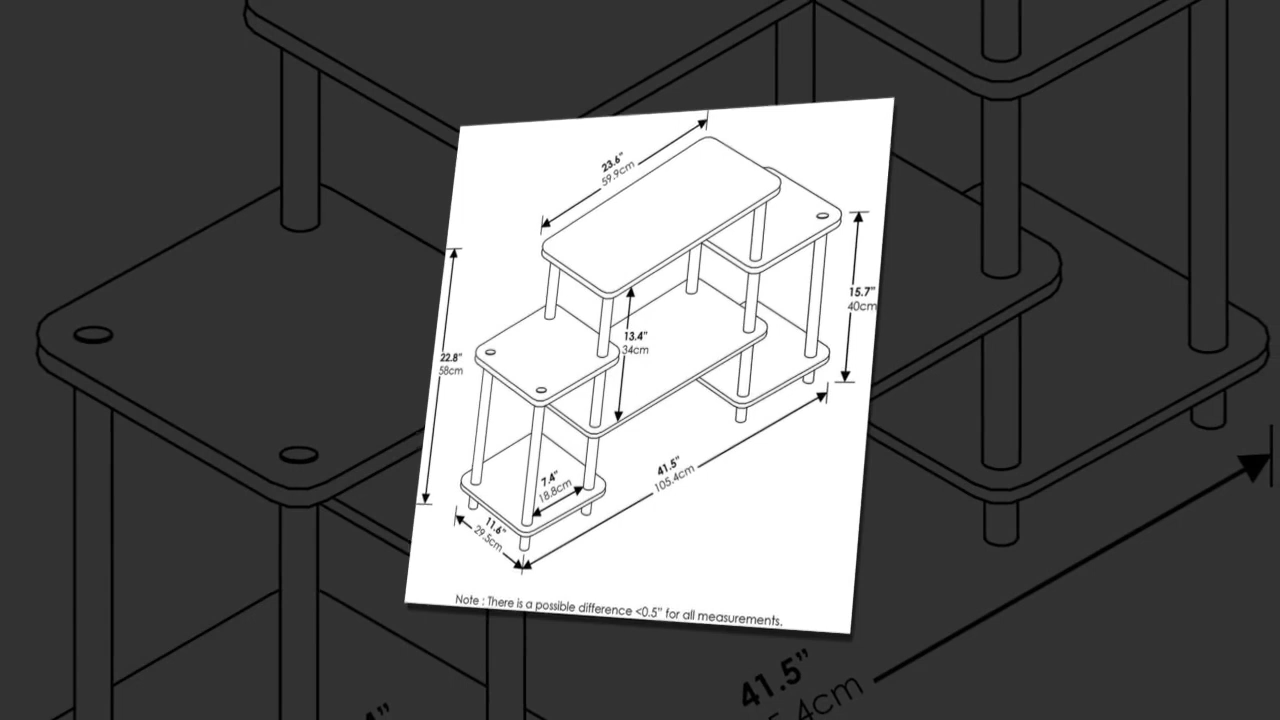 23.6"
59.9cm
15.7"
40cm
13.4"
34cm
22.8"
58cm
41.5"
105.4cm
7.4"
18.8cm
11.6"
29.5cm
Note : There is a possible difference <0.5" for all measurements.
41.5"
5.4cm
4"